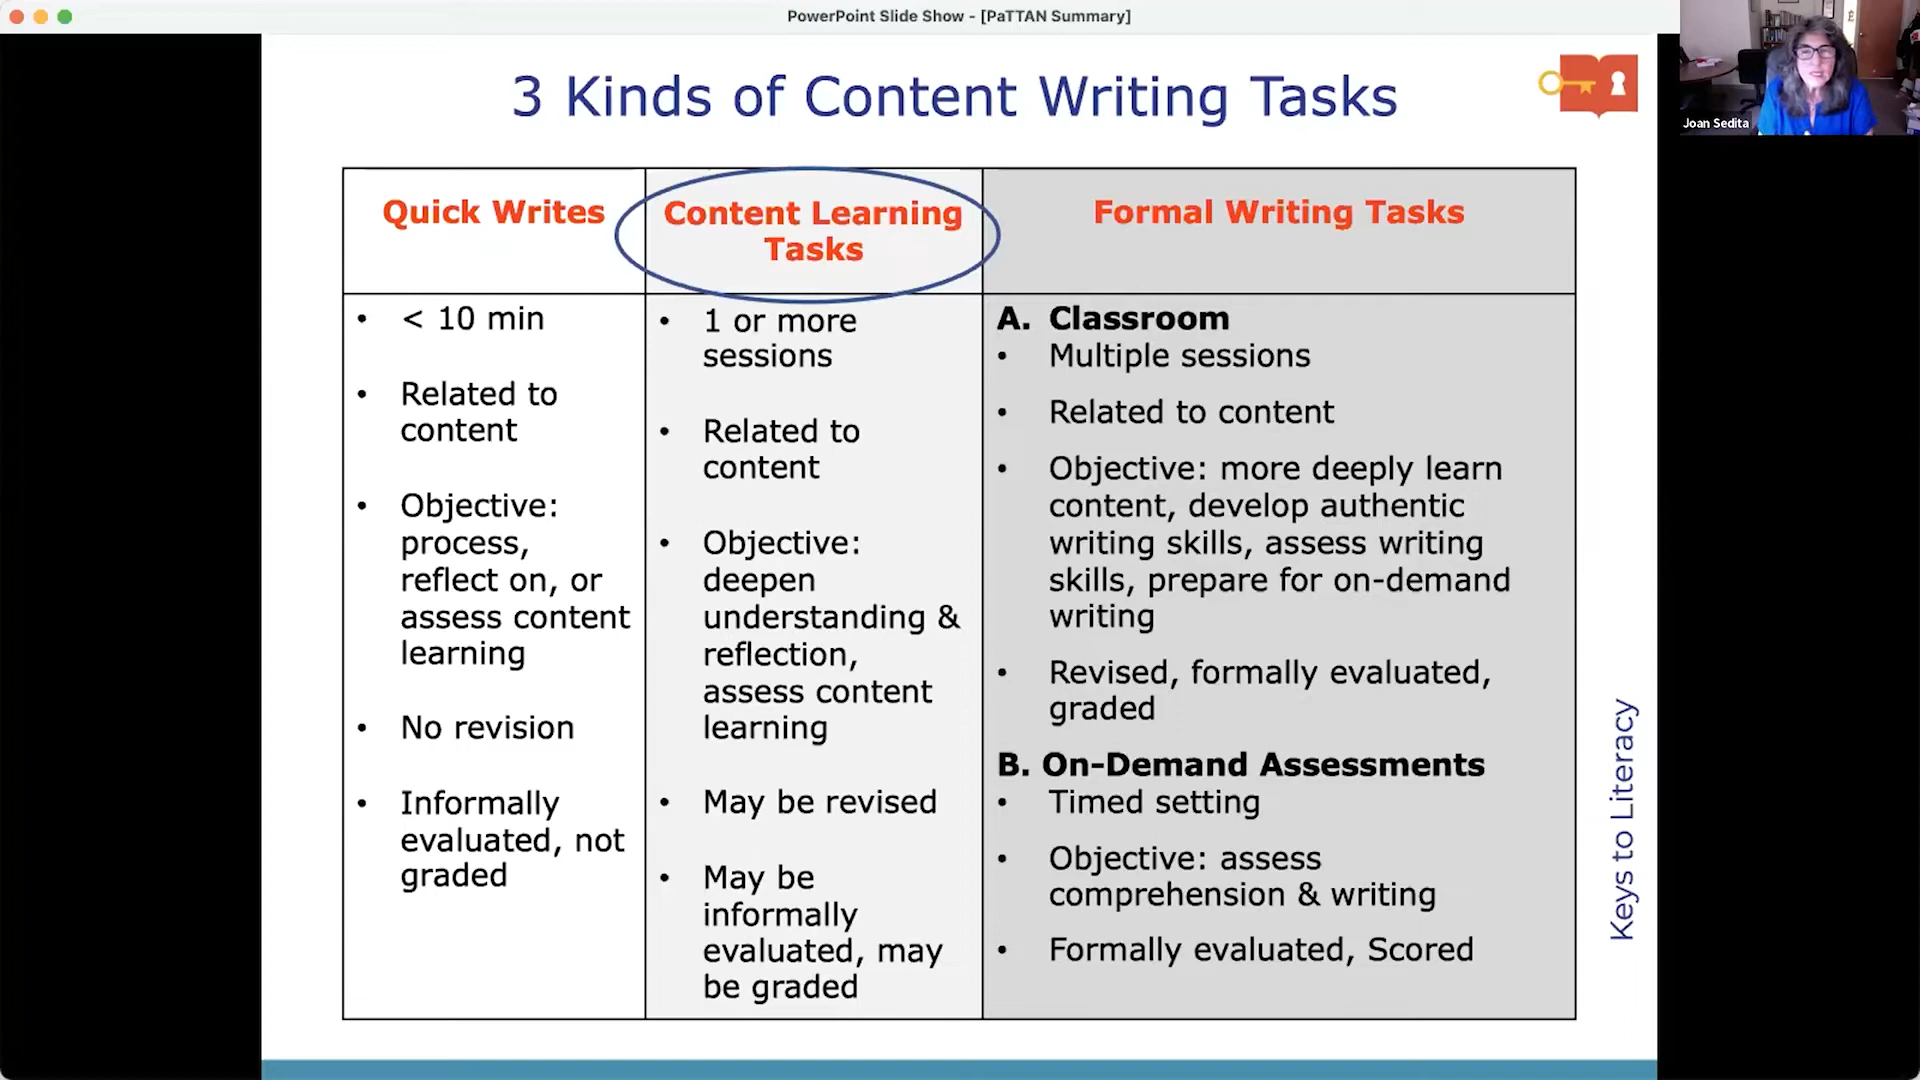 PowerPoint Slide Show - [PaTTAN Summary]
Joan Sedita
3 Kinds of Content Writing Tasks
Quick Writes
Content Learning
Tasks
Formal Writing Tasks
• < 10 min
• Related to
content
• Objective:
process,
reflect on, or
assess content
learning
• No revision
• Informally
evaluated, not
graded
• 1 or more
sessions
• Related to
content
• Objective:
deepen
understanding &
reflection,
assess content
learning
• May be revised
• May be
informally
evaluated, may
be graded
A. Classroom
• Multiple sessions
• Related to content
• Objective: more deeply learn
content, develop authentic
writing skills, assess writing
skills, prepare for on-demand
writing
• Revised, formally evaluated,
graded
B. On-Demand Assessments
• Timed setting
• Objective: assess
comprehension & writing
• Formally evaluated, Scored
Keys to Literacy